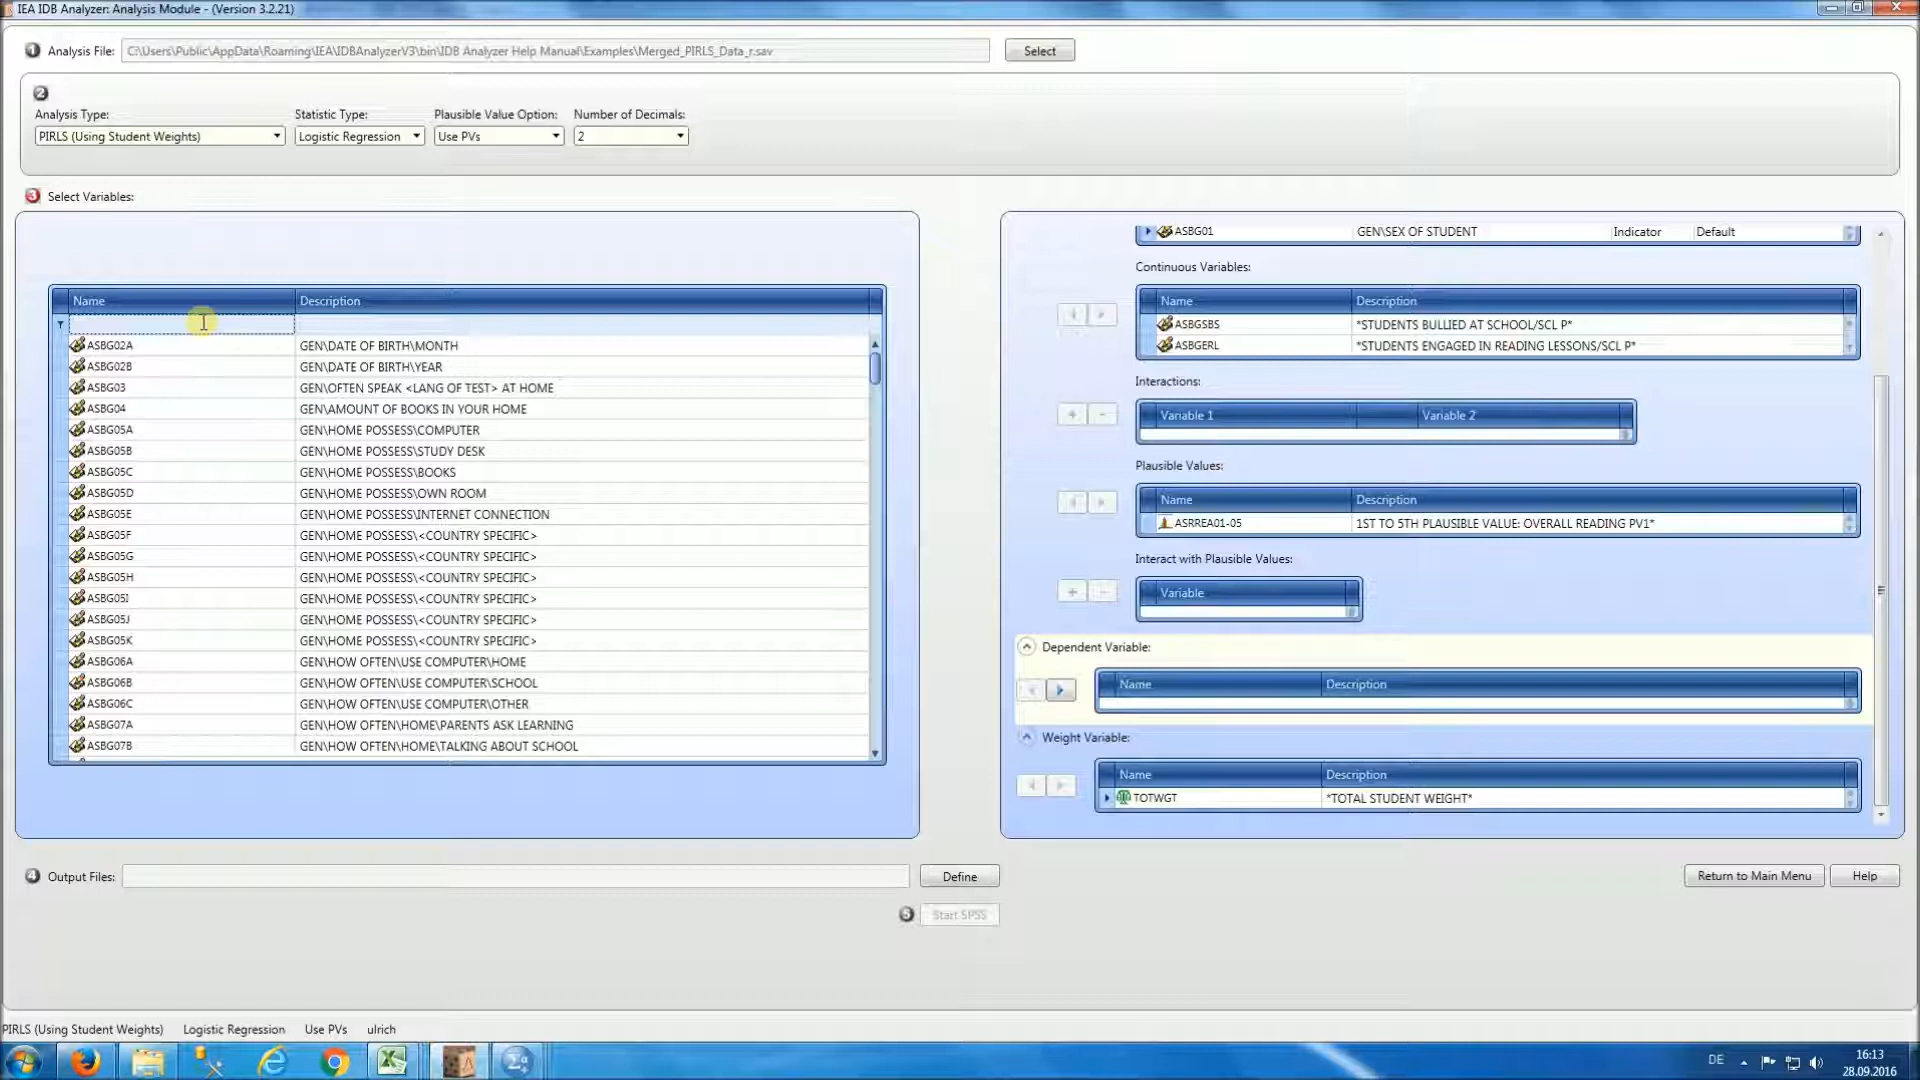 IEA IDB Analyzer: Analysis Module - (Version 3.2.21)
1 Analysis File: C:\Users\Public\AppData\Roaming\IEA\IDBAnalyzerV3\bin\IDB Analyzer Help Manual\Examples\Merged_PIRLS_Data_r.sav Select
2
Analysis Type: Statistic Type: Plausible Value Option: Number of Decimals:
PIRLS (Using Student Weights) Logistic Regression Use PVs 2
3 Select Variables:
Name Description
ASBG02A GEN\DATE OF BIRTH\MONTH
ASBG02B GEN\DATE OF BIRTH\YEAR
ASBG03 GEN\OFTEN SPEAK <LANG OF TEST> AT HOME
ASBG04 GEN\AMOUNT OF BOOKS IN YOUR HOME
ASBG05A GEN\HOME POSSESS\COMPUTER
ASBG05B GEN\HOME POSSESS\STUDY DESK
ASBG05C GEN\HOME POSSESS\BOOKS
ASBG05D GEN\HOME POSSESS\OWN ROOM
ASBG05E GEN\HOME POSSESS\INTERNET CONNECTION
ASBG05F GEN\HOME POSSESS\<COUNTRY SPECIFIC>
ASBG05G GEN\HOME POSSESS\<COUNTRY SPECIFIC>
ASBG05H GEN\HOME POSSESS\<COUNTRY SPECIFIC>
ASBG05I GEN\HOME POSSESS\<COUNTRY SPECIFIC>
ASBG05J GEN\HOME POSSESS\<COUNTRY SPECIFIC>
ASBG05K GEN\HOME POSSESS\<COUNTRY SPECIFIC>
ASBG06A GEN\HOW OFTEN\USE COMPUTER\HOME
ASBG06B GEN\HOW OFTEN\USE COMPUTER\SCHOOL
ASBG06C GEN\HOW OFTEN\USE COMPUTER\OTHER
ASBG07A GEN\HOW OFTEN\HOME\PARENTS ASK LEARNING
ASBG07B GEN\HOW OFTEN\HOME\TALKING ABOUT SCHOOL
ASBG01 GEN\SEX OF STUDENT Indicator Default
Continuous Variables:
Name Description
ASBGSBS *STUDENTS BULLIED AT SCHOOL/SCL P*
ASBGERL *STUDENTS ENGAGED IN READING LESSONS/SCL P*
Interactions:
Variable 1 Variable 2
Plausible Values:
Name Description
ASRREA01-05 1ST TO 5TH PLAUSIBLE VALUE: OVERALL READING PV1*
Interact with Plausible Values:
Variable
Dependent Variable:
Name Description
Weight Variable:
Name Description
TOTWGT *TOTAL STUDENT WEIGHT*
4 Output Files: Define
Return to Main Menu Help
5 Start SPSS
PIRLS (Using Student Weights) Logistic Regression Use PVs ulrich
DE 16:13
28.09.2016